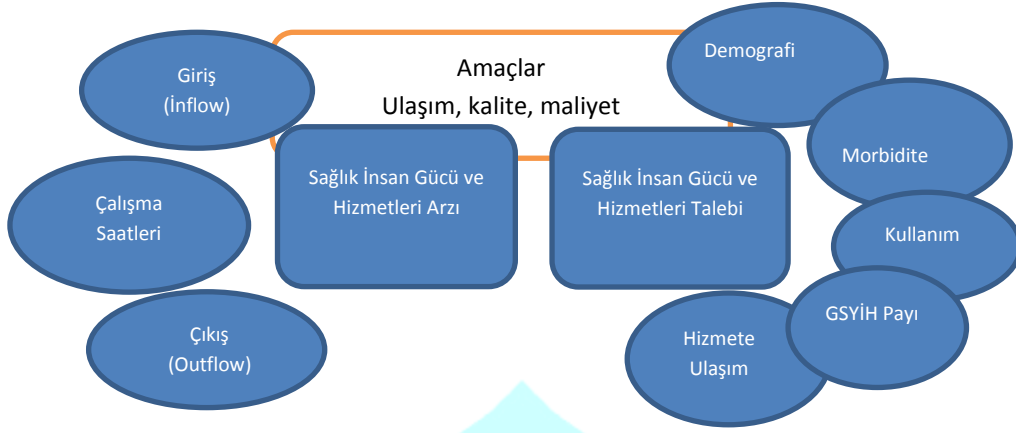 Amaçlar
Ulaşım, kalite, maliyet
Giriş
(İnflow)
Çalışma
Saatleri
Çıkış
(Outflow)
Sağlık İnsan Gücü ve
Hizmetleri Arzı
Sağlık İnsan Gücü ve
Hizmetleri Talebi
Demografi
Morbidite
Kullanım
GSYİH Payı
Hizmete
Ulaşım